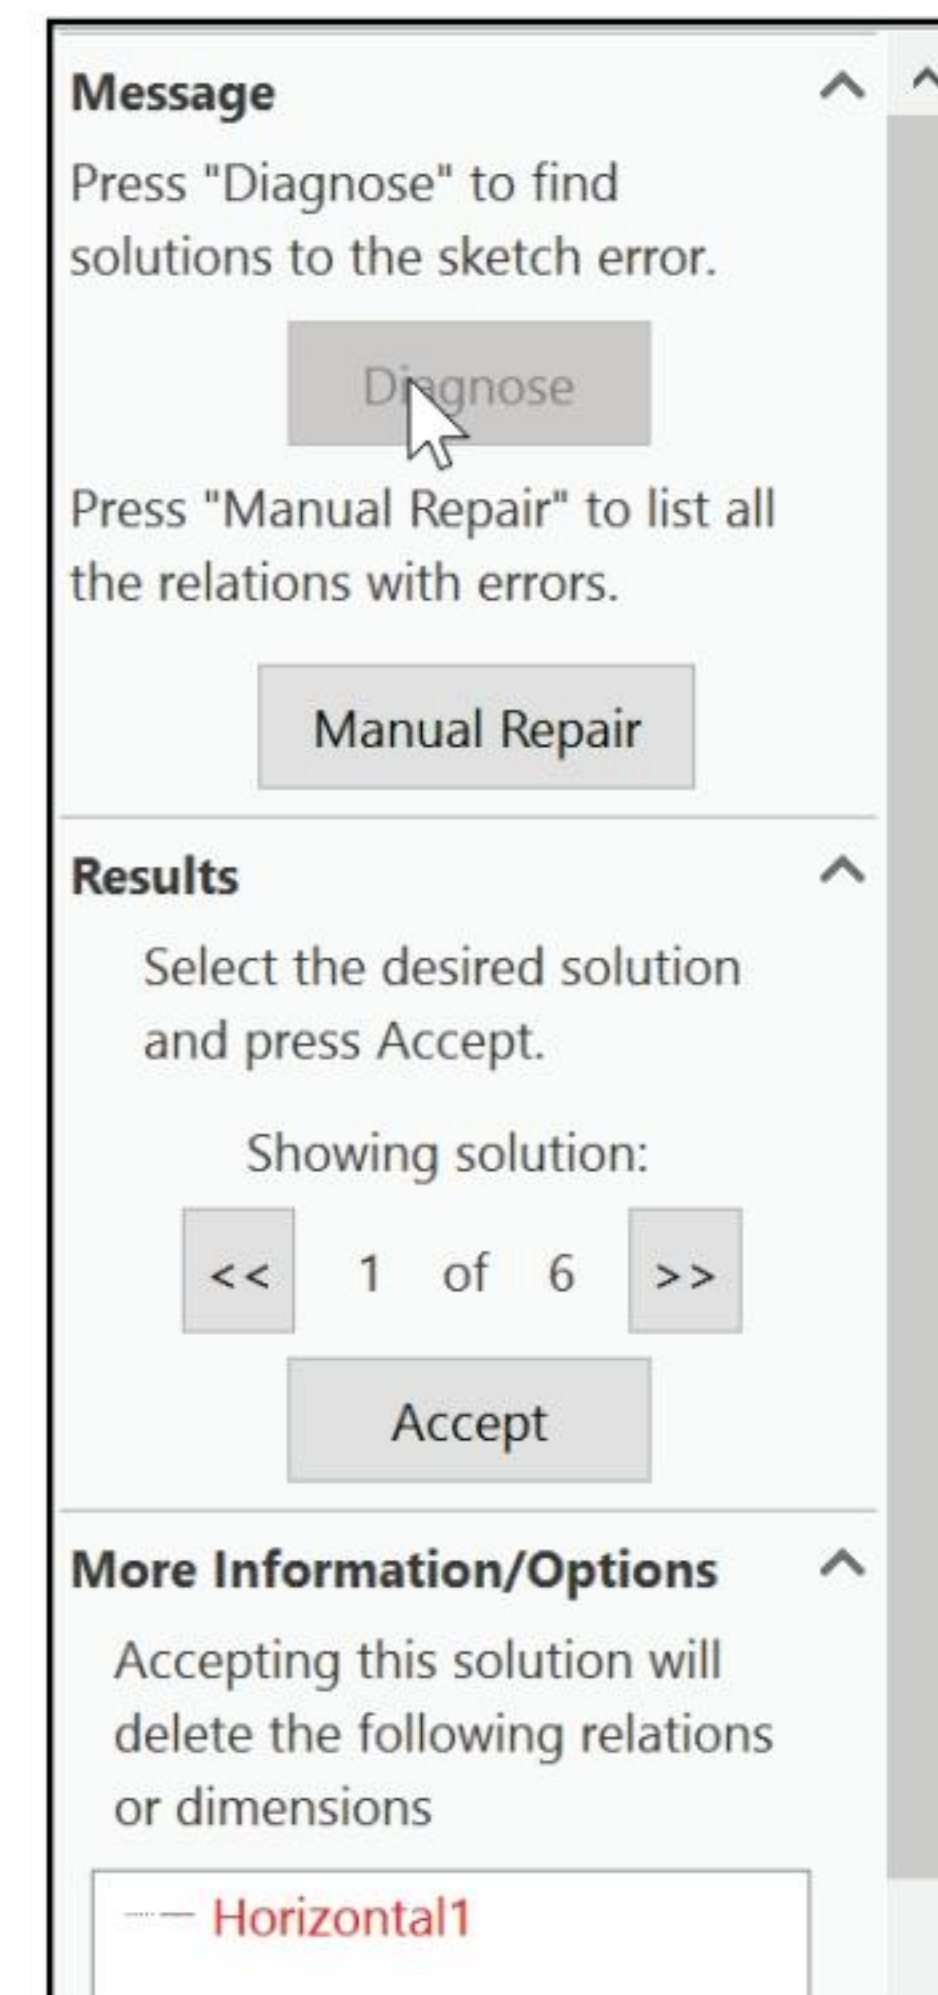 Message
Press "Diagnose" to find
solutions to the sketch error.
Diagnose
Press "Manual Repair" to list all
the relations with errors.
Manual Repair
Results
Select the desired solution
and press Accept.
Showing solution:
<< 1 of 6 >>
Accept
More Information/Options
Accepting this solution will
delete the following relations
or dimensions
Horizontal1